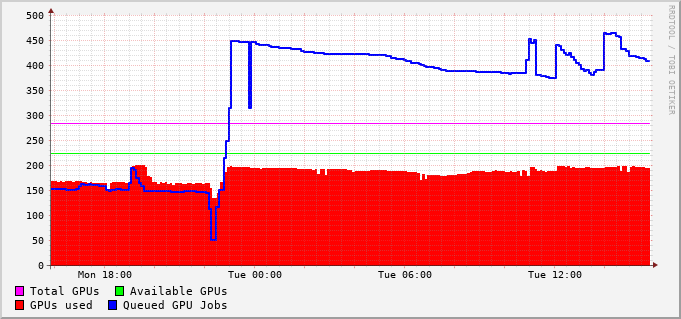 500
450
400
350
300
250
200
150
100
50
0
Mon 18:00 Tue 00:00 Tue 06:00 Tue 12:00
Total GPUs Available GPUs
GPUs used Queued GPU Jobs
RRDTOOL / TOBI OETIKER